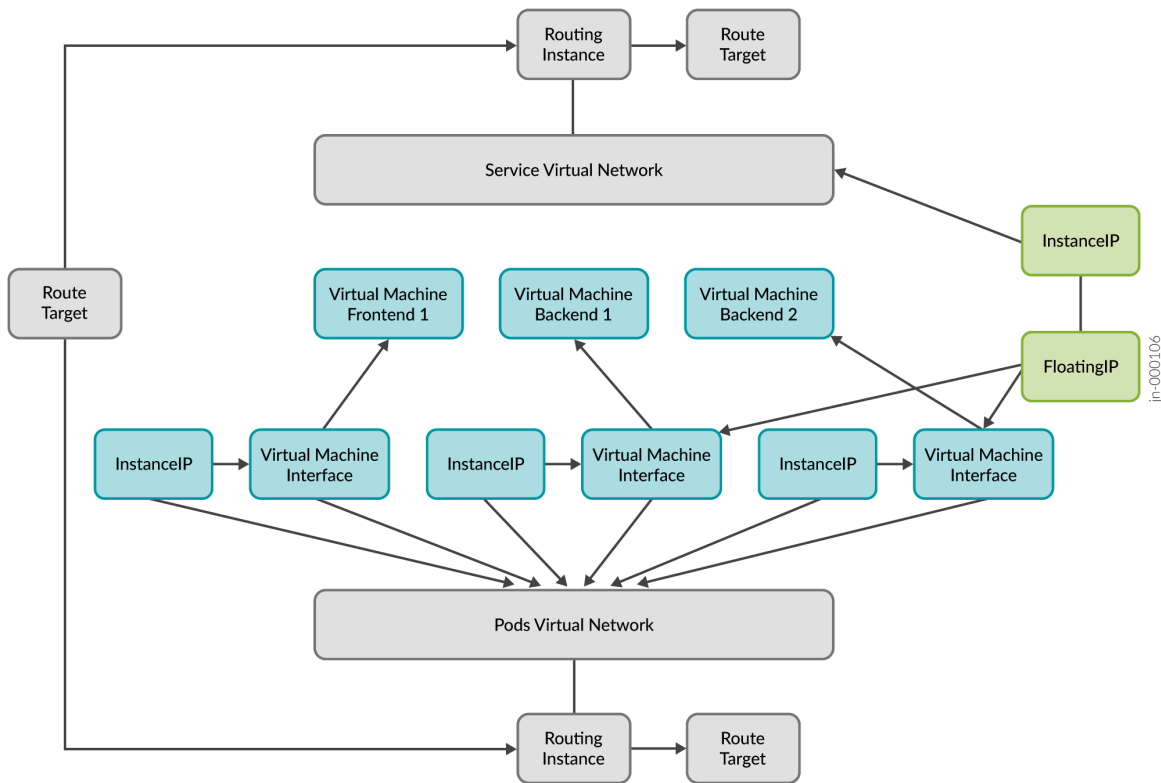 Routing
Instance
Route
Target
Service Virtual Network
InstanceIP
Route
Target
Virtual Machine
Frontend 1
Virtual Machine
Backend 1
Virtual Machine
Backend 2
FloatingIP
jn-000106
InstanceIP
Virtual Machine
Interface
InstanceIP
Virtual Machine
Interface
InstanceIP
Virtual Machine
Interface
Pods Virtual Network
Routing
Instance
Route
Target